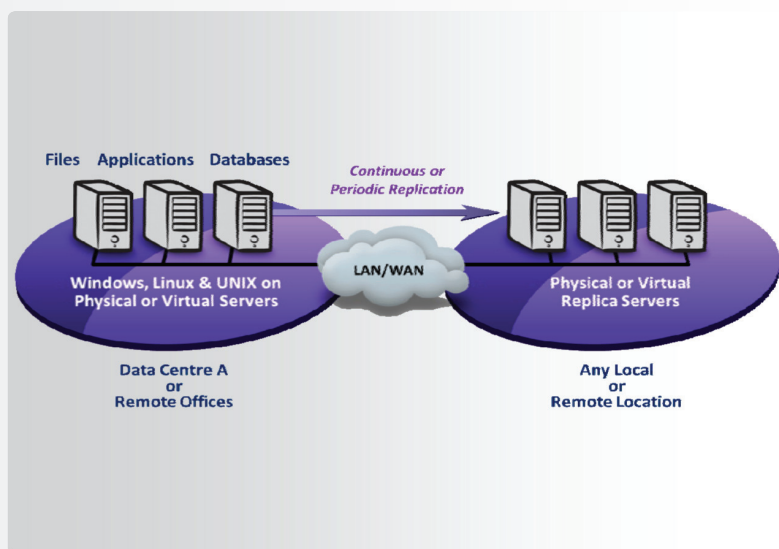 Files Applications Databases
Continuous or
Periodic Replication
LAN/WAN
Windows, Linux & UNIX on
Physical or Virtual Servers
Physical or Virtual
Replica Servers
Data Centre A
or
Remote Offices
Any Local
or
Remote Location